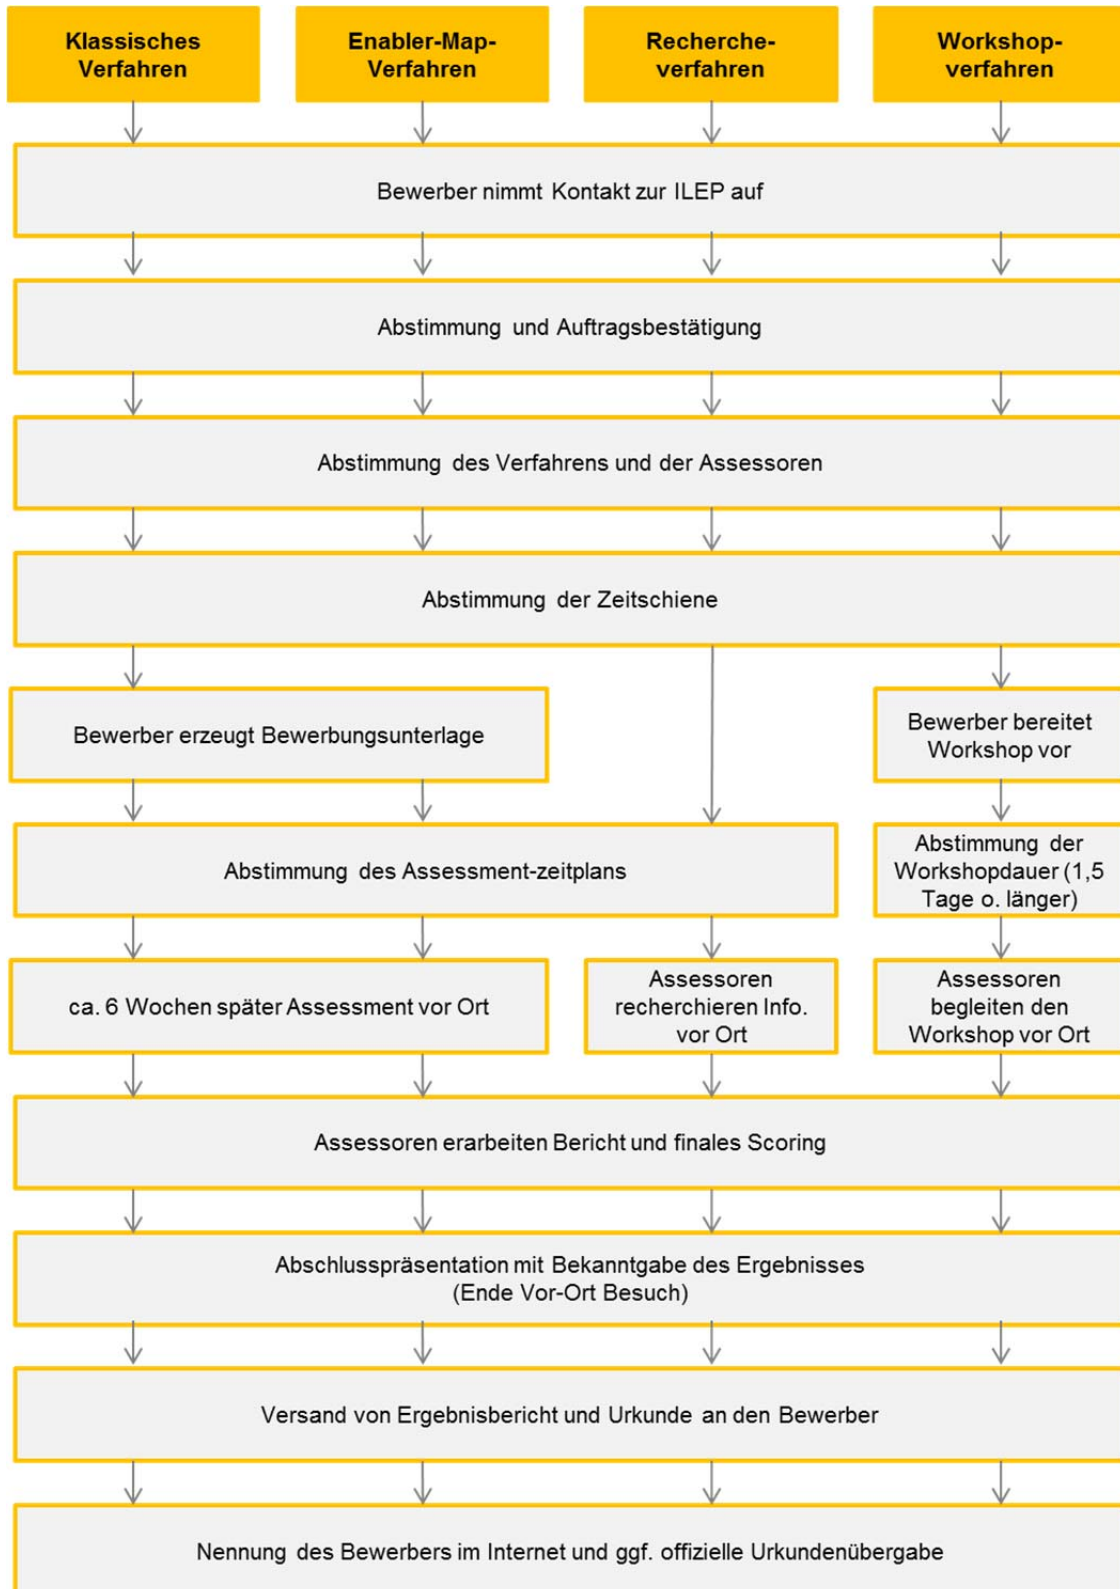 Klassisches
Verfahren
Enabler-Map-
Verfahren
Recherche-
verfahren
Workshop-
verfahren
Bewerber nimmt Kontakt zur ILEP auf
Abstimmung und Auftragsbestätigung
Abstimmung des Verfahrens und der Assessoren
Abstimmung der Zeitschiene
Bewerber erzeugt Bewerbungsunterlage
Bewerber bereitet
Workshop vor
Abstimmung des Assessment-zeitplans
Abstimmung der
Workshopdauer (1,5
Tage o. länger)
ca. 6 Wochen später Assessment vor Ort
Assessoren
recherchieren Info.
vor Ort
Assessoren
begleiten den
Workshop vor Ort
Assessoren erarbeiten Bericht und finales Scoring
Abschlusspräsentation mit Bekanntgabe des Ergebnisses
(Ende Vor-Ort Besuch)
Versand von Ergebnisbericht und Urkunde an den Bewerber
Nennung des Bewerbers im Internet und ggf. offizielle Urkundenübergabe